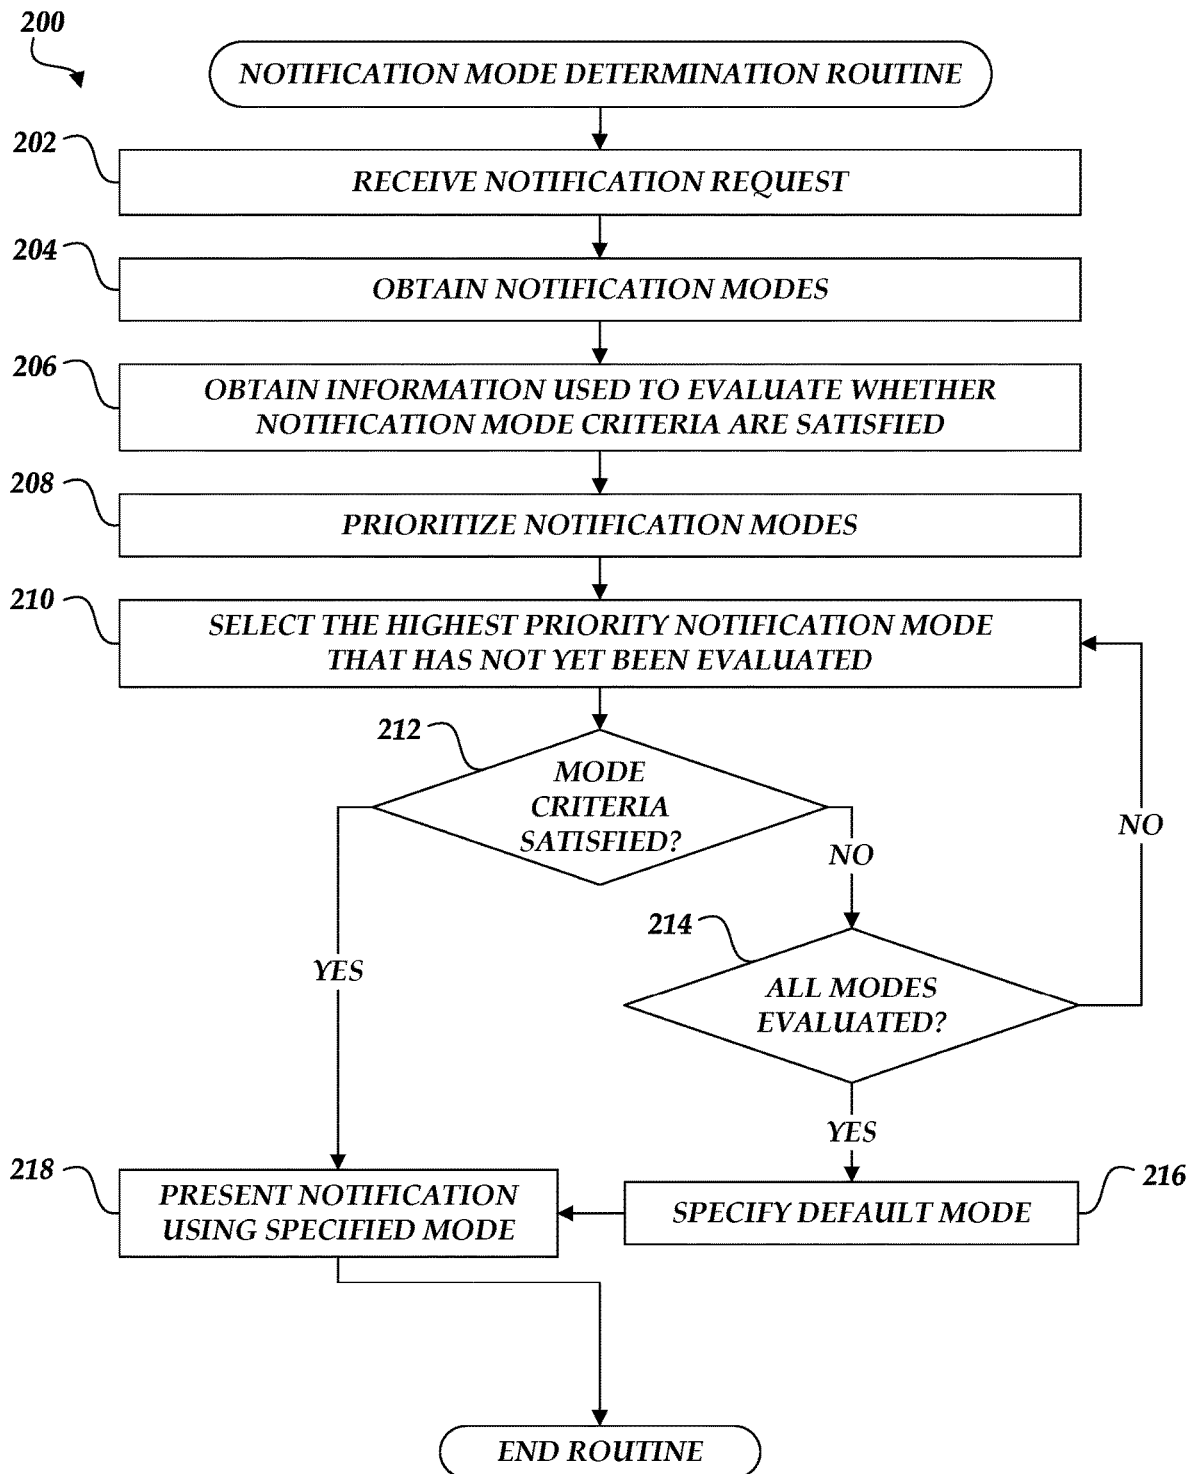 200
NOTIFICATION MODE DETERMINATION ROUTINE
202
RECEIVE NOTIFICATION REQUEST
204
OBTAIN NOTIFICATION MODES
206
OBTAIN INFORMATION USED TO EVALUATE WHETHER
NOTIFICATION MODE CRITERIA ARE SATISFIED
208
PRIORITIZE NOTIFICATION MODES
210
SELECT THE HIGHEST PRIORITY NOTIFICATION MODE
THAT HAS NOT YET BEEN EVALUATED
212
MODE
CRITERIA
SATISFIED?
NO
NO
214
YES
ALL MODES
EVALUATED?
YES
218
PRESENT NOTIFICATION
USING SPECIFIED MODE
SPECIFY DEFAULT MODE
216
END ROUTINE